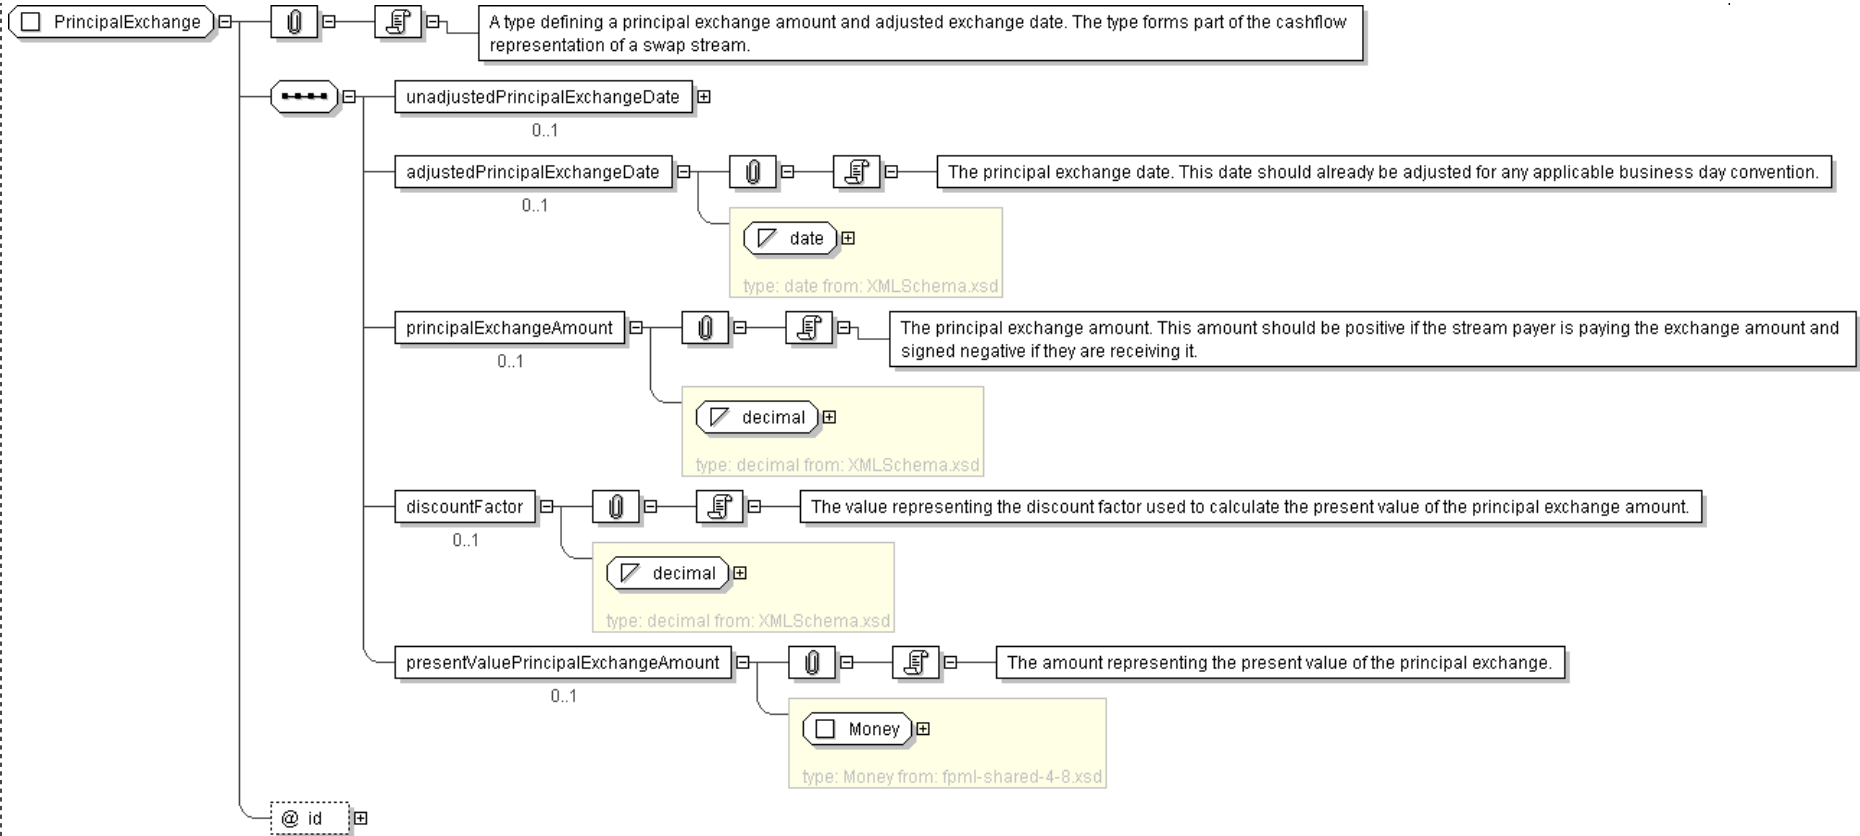 PrincipalExchange
A type defining a principal exchange amount and adjusted exchange date. The type forms part of the cashflow
representation of a swap stream.
unadjustedPrincipalExchangeDate
0..1
adjustedPrincipalExchangeDate
The principal exchange date. This date should already be adjusted for any applicable business day convention.
0..1
date
type: date from: XMLSchema.xsd
principalExchangeAmount
The principal exchange amount. This amount should be positive if the stream payer is paying the exchange amount and
signed negative if they are receiving it.
0..1
decimal
type: decimal from: XMLSchema.xsd
discountFactor
The value representing the discount factor used to calculate the present value of the principal exchange amount.
0..1
decimal
type: decimal from: XMLSchema.xsd
presentValuePrincipalExchangeAmount
The amount representing the present value of the principal exchange.
0..1
Money
type: Money from: fpml-shared-4-8.xsd
@ id